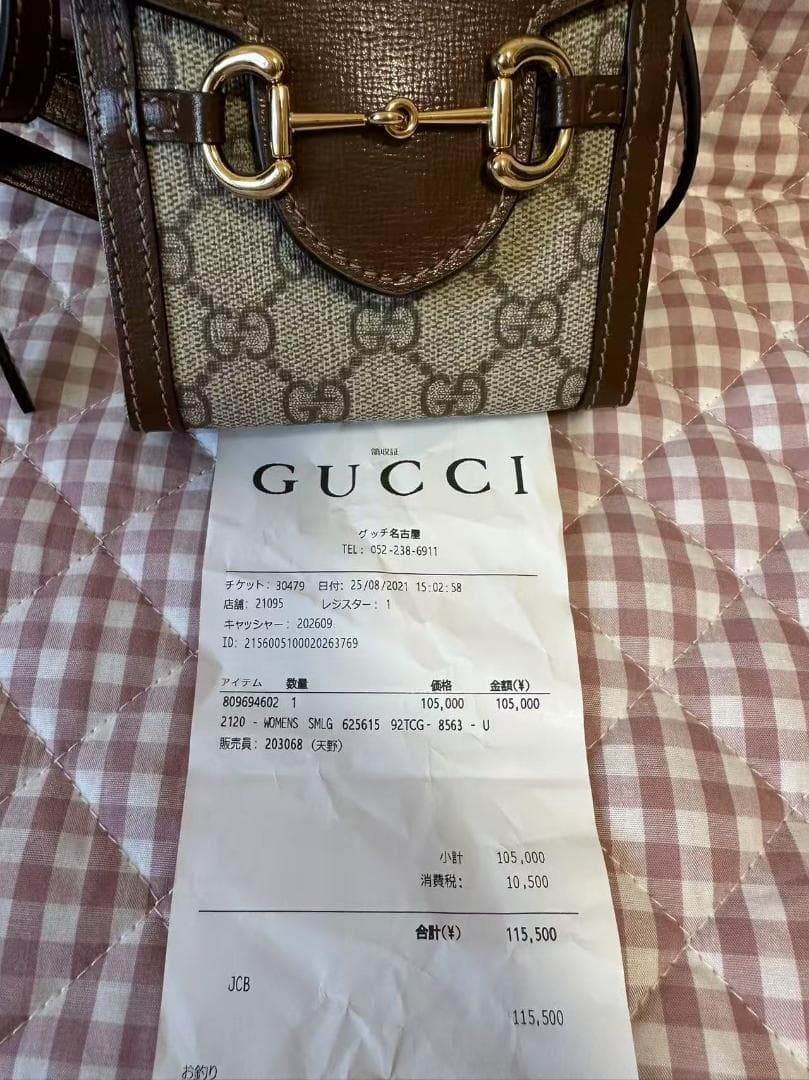 領収証
GUCCI
グッチ名古屋
TEL: 052-238-6911
チケット: 30479 日付: 25/08/2021 15:02:58
店舗: 21095 レジスター: 1
キャッシャー: 202609
ID: 2156005100020263769
アイテム 数量 価格 金額(¥)
809694602 1 105,000 105,000
2120 - WOMENS SMLG 625615 92TCG- 8563 - U
販売員: 203068 (天野)
小計 105,000
消費税: 10,500
合計(¥) 115,500
JCB
115,500
お釣り